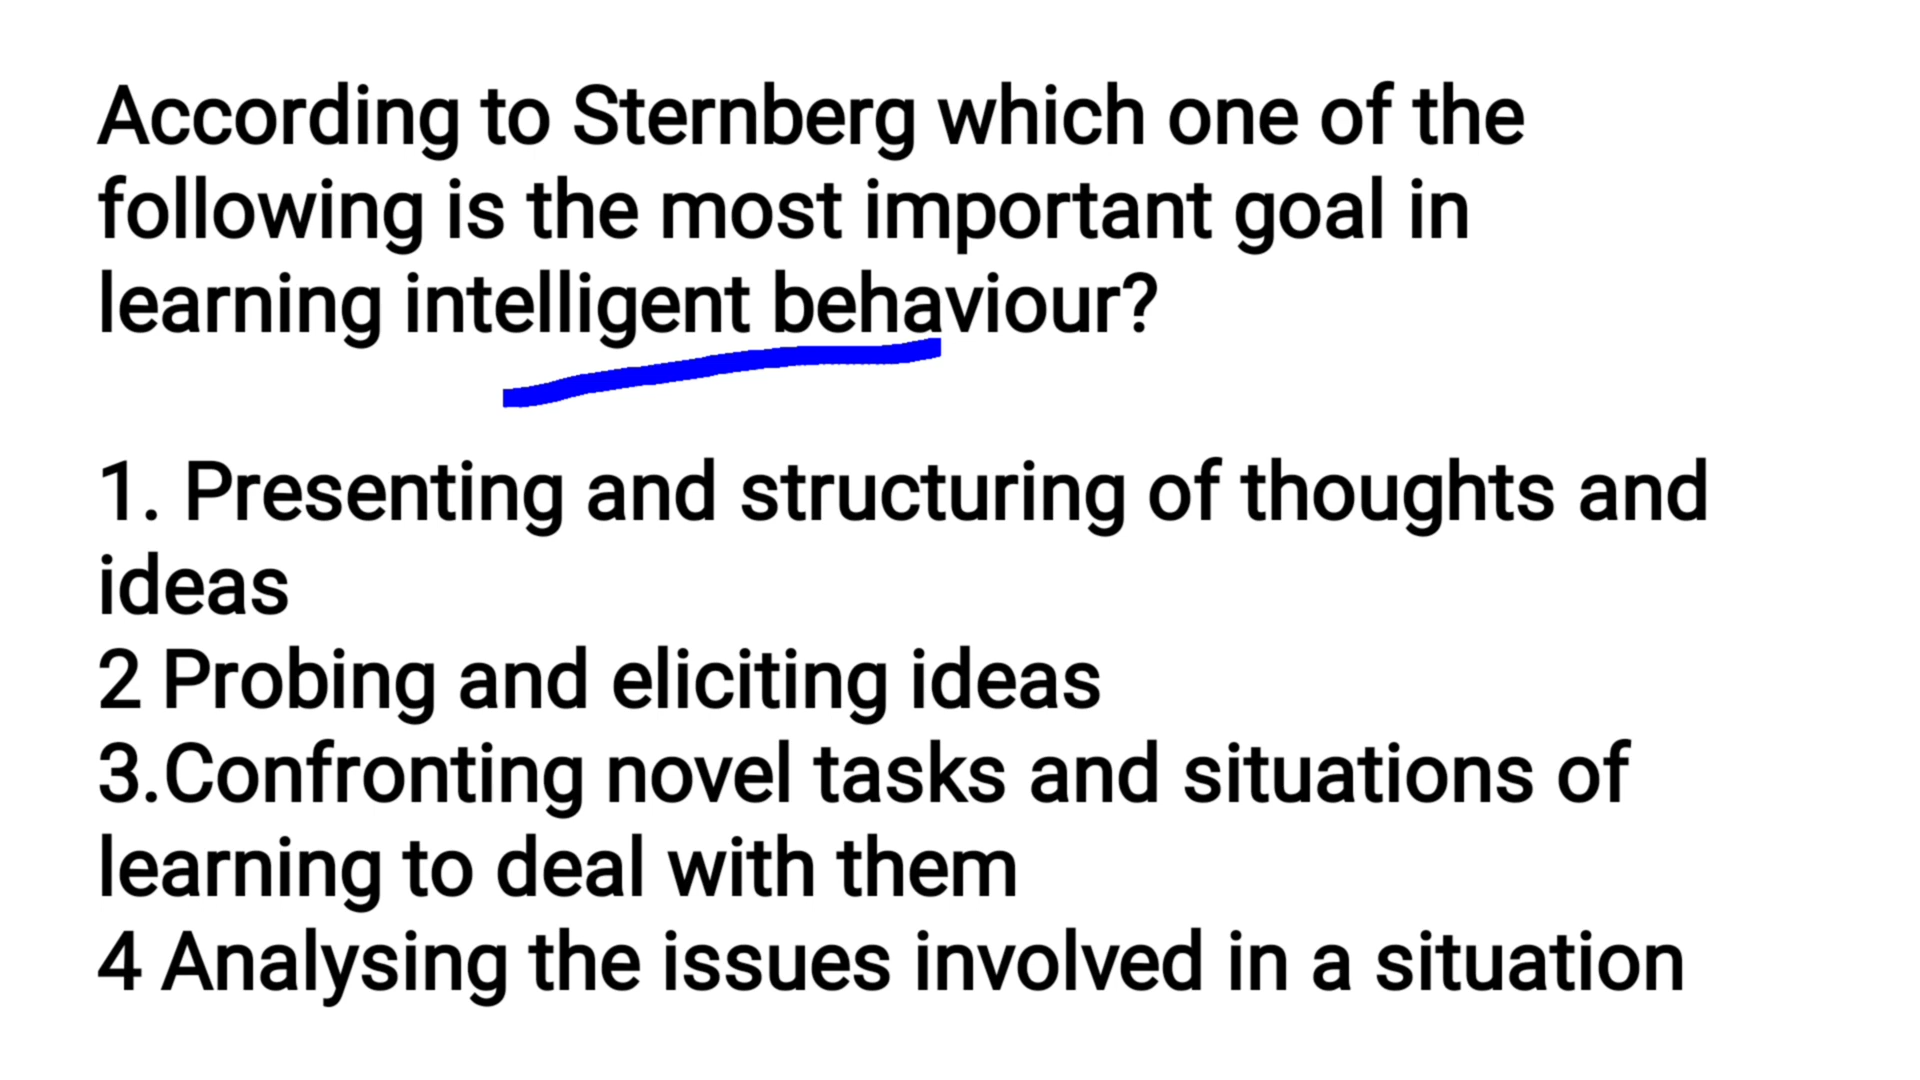 According to Sternberg which one of the
following is the most important goal in
learning intelligent behaviour?
1. Presenting and structuring of thoughts and
ideas
2 Probing and eliciting ideas
3.Confronting novel tasks and situations of
learning to deal with them
4 Analysing the issues involved in a situation